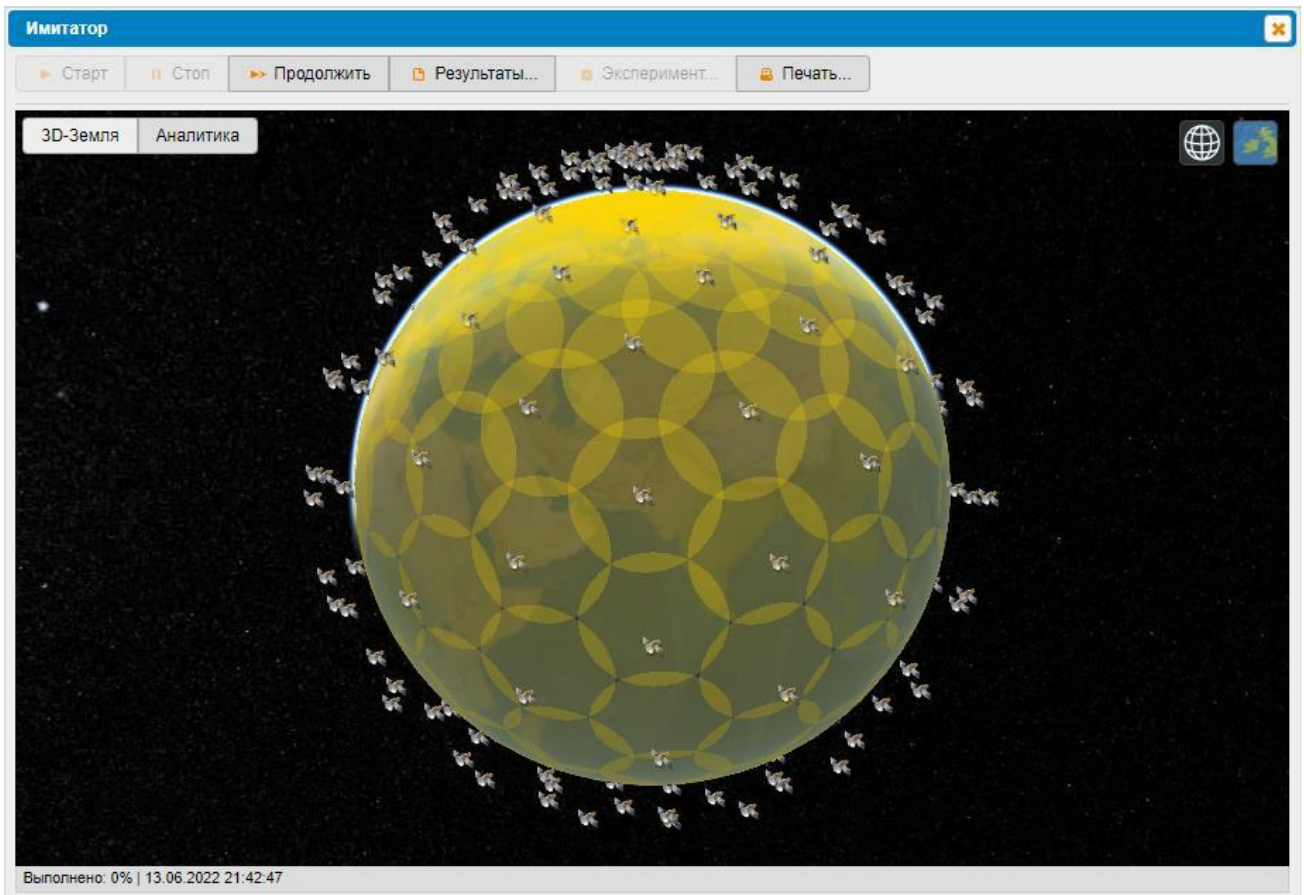 Имитатор
Старт Стоп Продолжить Результаты... Эксперимент... Печать...
3D-Земля Аналитика
Выполнено: 0% | 13.06.2022 21:42:47